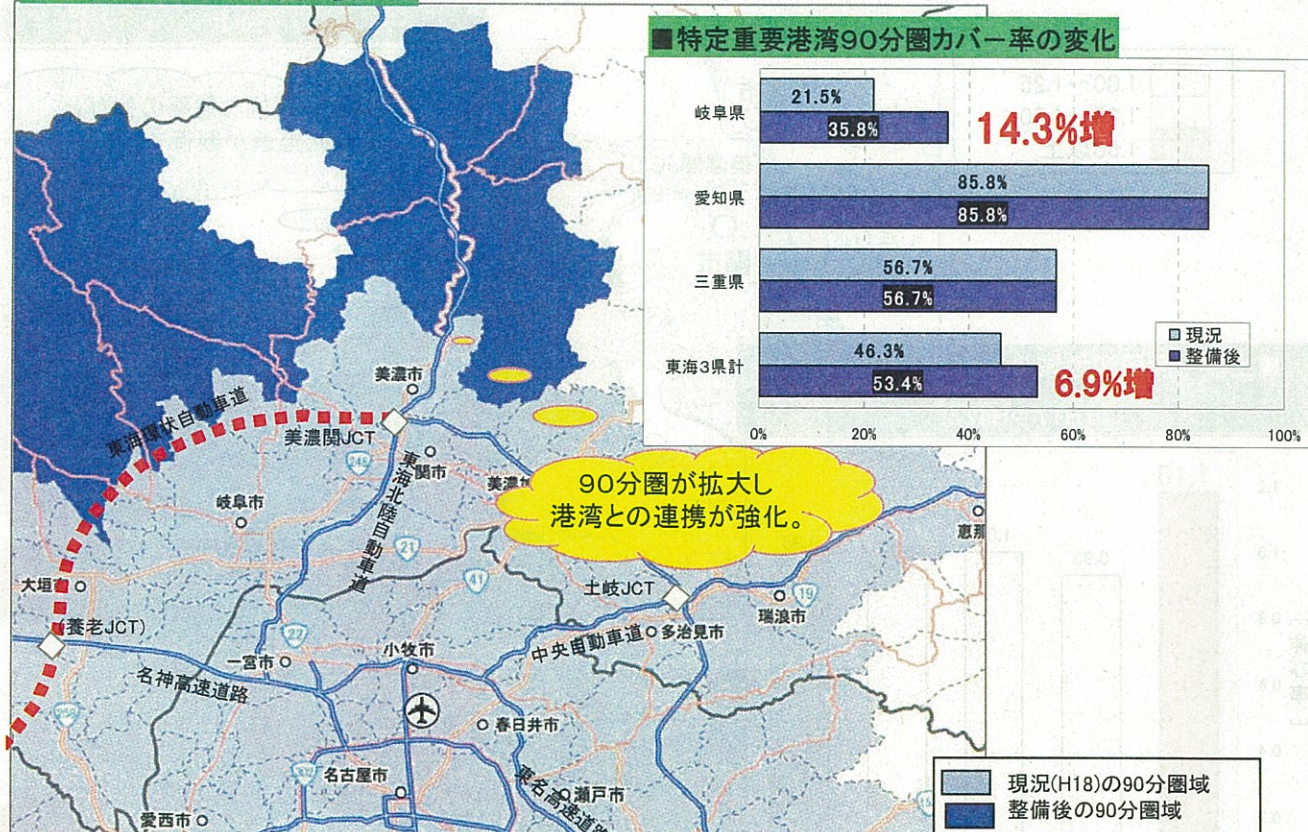 ■特定重要港湾90分圏カバー率の変化
岐阜県
21.5%
35.8%
14.3%増
愛知県
85.8%
85.8%
三重県
56.7%
56.7%
東海3県計
46.3%
53.4%
6.9%増
現況
整備後
0%
20%
40%
60%
80%
100%
美濃市
東海環状自動車道
美濃関JCT
関市
東海北陸自動車道
岐阜市
90分圏が拡大し
港湾との連携が強化。
21
41
大垣市
土岐JCT
19
瑞浪市
(養老JCT)
22
一宮市
小牧市
中央自動車道
多治見市
名神高速道路
春日井市
名古屋市
瀬戸市
愛西市
現況(H18)の90分圏域
整備後の90分圏域